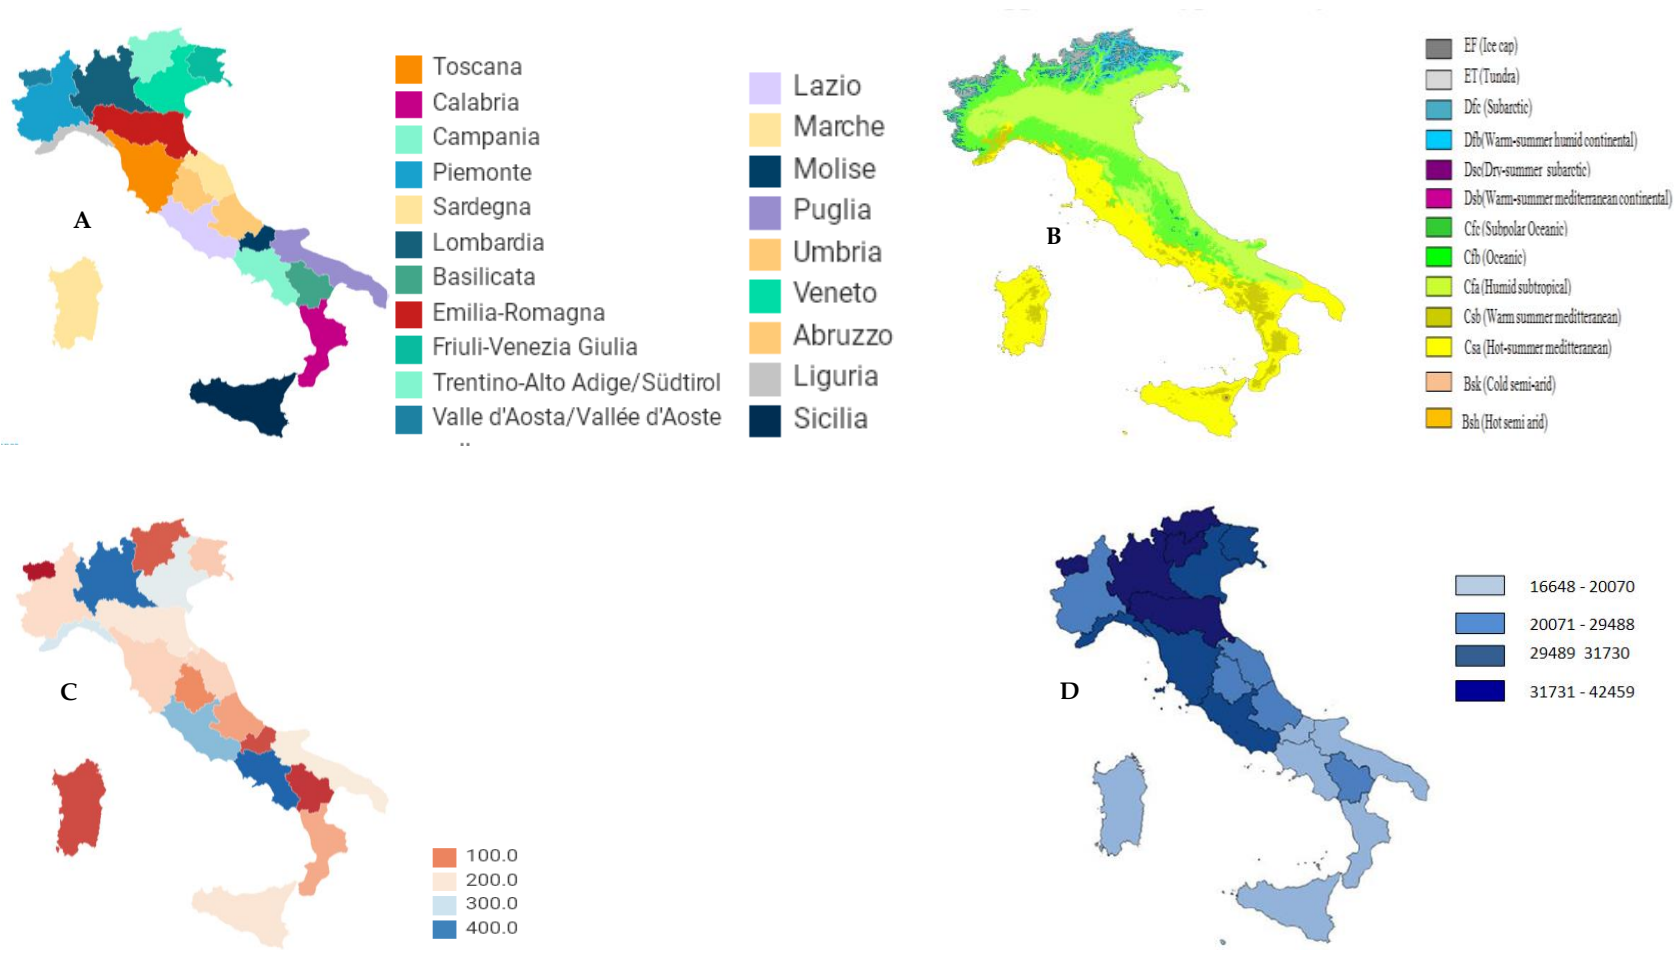 A
Toscana
Calabria
Campania
Piemonte
Sardegna
Lombardia
Basilicata
Emilia-Romagna
Friuli-Venezia Giulia
Trentino-Alto Adige/Südtirol
Valle d'Aosta/Vallée d'Aoste
Lazio
Marche
Molise
Puglia
Umbria
Veneto
Abruzzo
Liguria
Sicilia
B
EF (Ice cap)
ET (Tundra)
Dfc (Subarctic)
Dfb(Warm-summer humid continental)
Dsc(Drv-summer subarctic)
Dsb(Warm-summer mediterranean continental)
Cfc (Subpolar Oceanic)
Cfb (Oceanic)
Cfa (Humid subtropical)
Csb (Warm summer meditteranean)
Csa (Hot-summer meditteranean)
Bsk (Cold semi-arid)
Bsh (Hot semi arid)
C
100.0
200.0
300.0
400.0
D
16648 - 20070
20071 - 29488
29489 31730
31731 - 42459